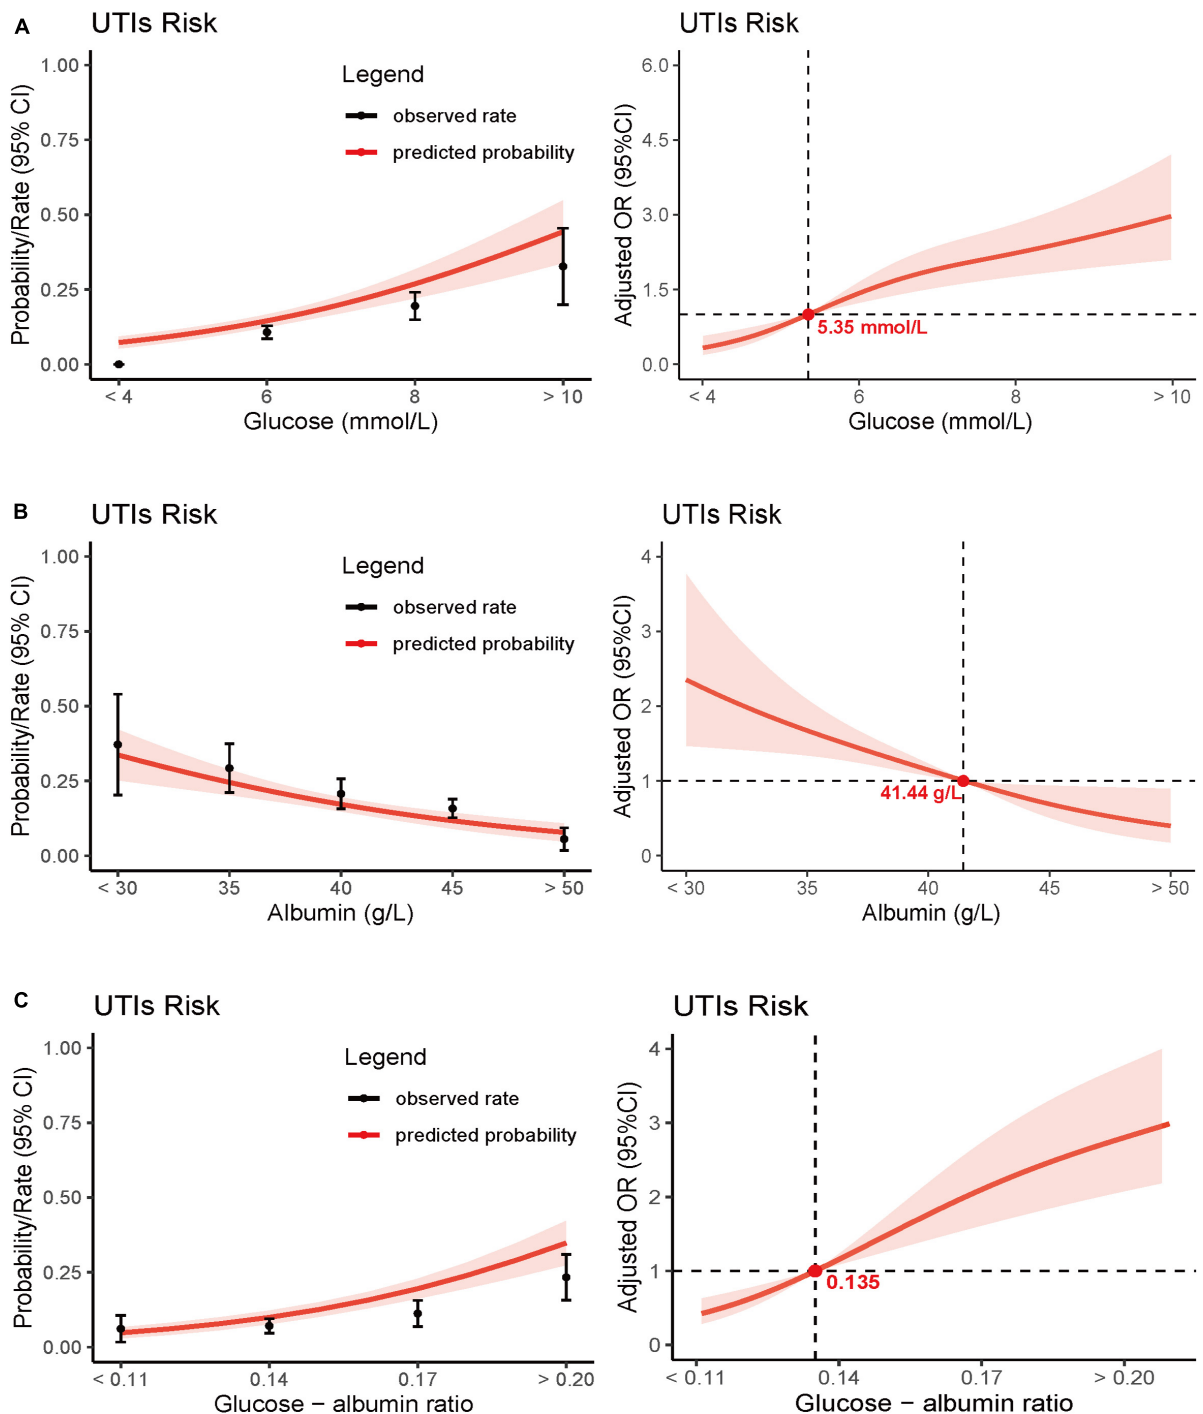 A
UTIs Risk
Probability/Rate (95% CI)
1.00
0.75
0.50
0.25
0.00
Legend
observed rate
predicted probability
< 4
6
8
> 10
Glucose (mmol/L)
UTIs Risk
Adjusted OR (95%CI)
6.0
4.5
3.0
1.5
0.0
5.35 mmol/L
< 4
6
8
> 10
Glucose (mmol/L)
B
UTIs Risk
Probability/Rate (95% CI)
1.00
0.75
0.50
0.25
0.00
Legend
observed rate
predicted probability
< 30
35
40
45
> 50
Albumin (g/L)
UTIs Risk
Adjusted OR (95%CI)
4
3
2
1
0
41.44 g/L
< 30
35
40
45
> 50
Albumin (g/L)
C
UTIs Risk
Probability/Rate (95% CI)
1.00
0.75
0.50
0.25
0.00
Legend
observed rate
predicted probability
< 0.11
0.14
0.17
> 0.20
Glucose − albumin ratio
UTIs Risk
Adjusted OR (95%CI)
4
3
2
1
0
0.135
< 0.11
0.14
0.17
> 0.20
Glucose − albumin ratio